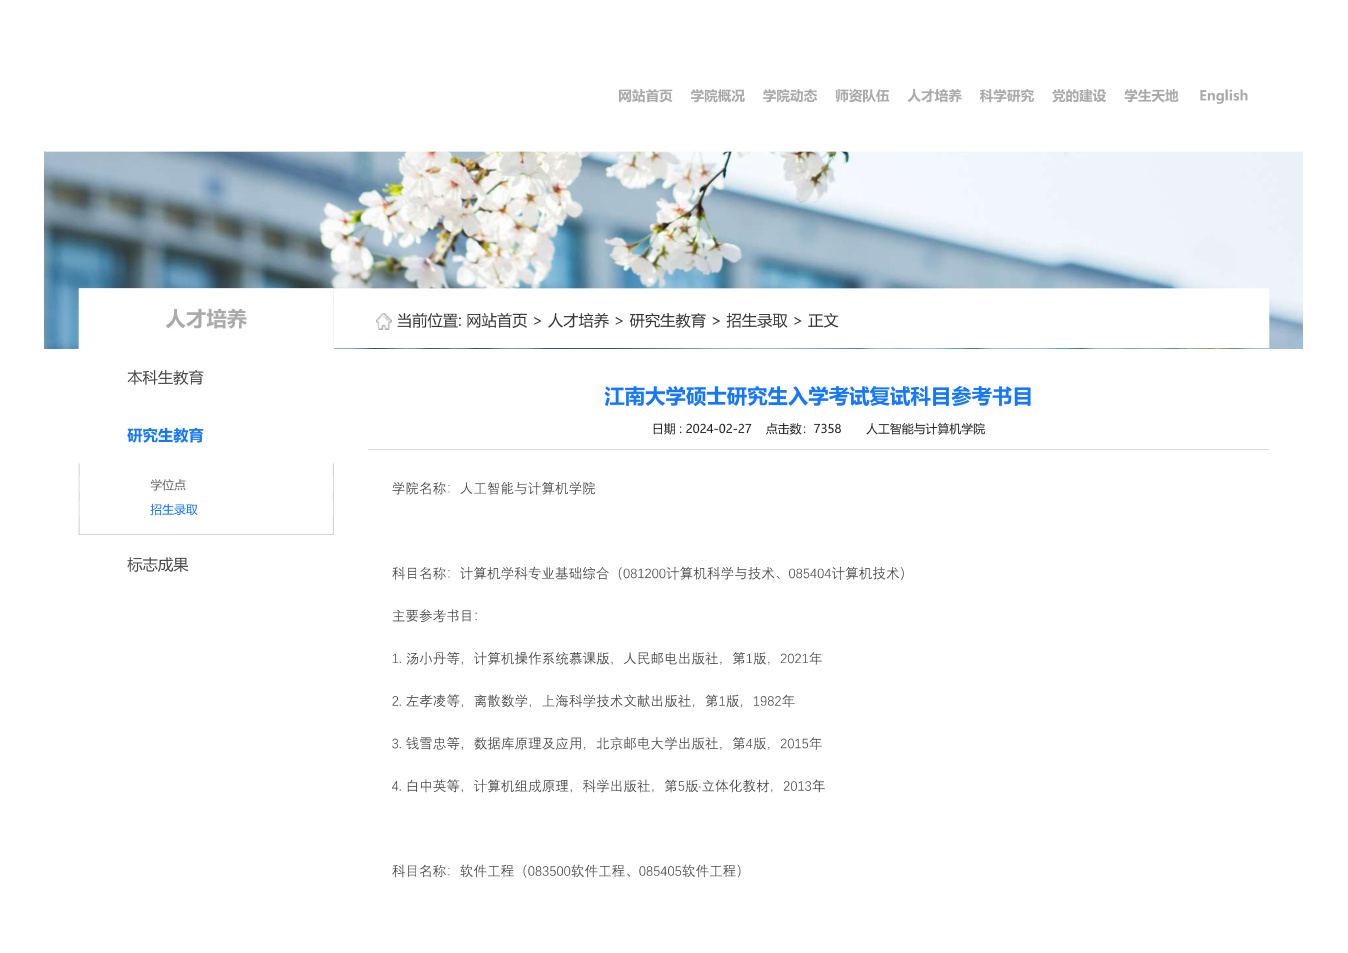 网站首页 学院概况 学院动态 师资队伍 人才培养 科学研究 党的建设 学生天地 English
人才培养
当前位置: 网站首页 > 人才培养 > 研究生教育 > 招生录取 > 正文
本科生教育
研究生教育
学位点
招生录取
标志成果
江南大学硕士研究生入学考试复试科目参考书目
日期 : 2024-02-27 点击数：7358 人工智能与计算机学院
学院名称：人工智能与计算机学院
科目名称：计算机学科专业基础综合（081200计算机科学与技术、085404计算机技术）
主要参考书目：
1. 汤小丹等，计算机操作系统慕课版，人民邮电出版社，第1版，2021年
2. 左孝凌等，离散数学，上海科学技术文献出版社，第1版，1982年
3. 钱雪忠等，数据库原理及应用，北京邮电大学出版社，第4版，2015年
4. 白中英等，计算机组成原理，科学出版社，第5版·立体化教材，2013年
科目名称：软件工程（083500软件工程、085405软件工程）